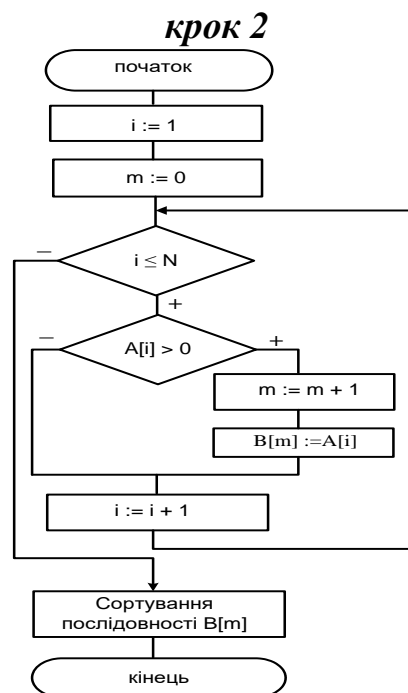 крок 2
початок
i := 1
m := 0
i ≤ N
–
+
A[i] > 0
–
+
m := m + 1
B[m] :=A[i]
i := i + 1
Сортування
послідовності B[m]
кінець